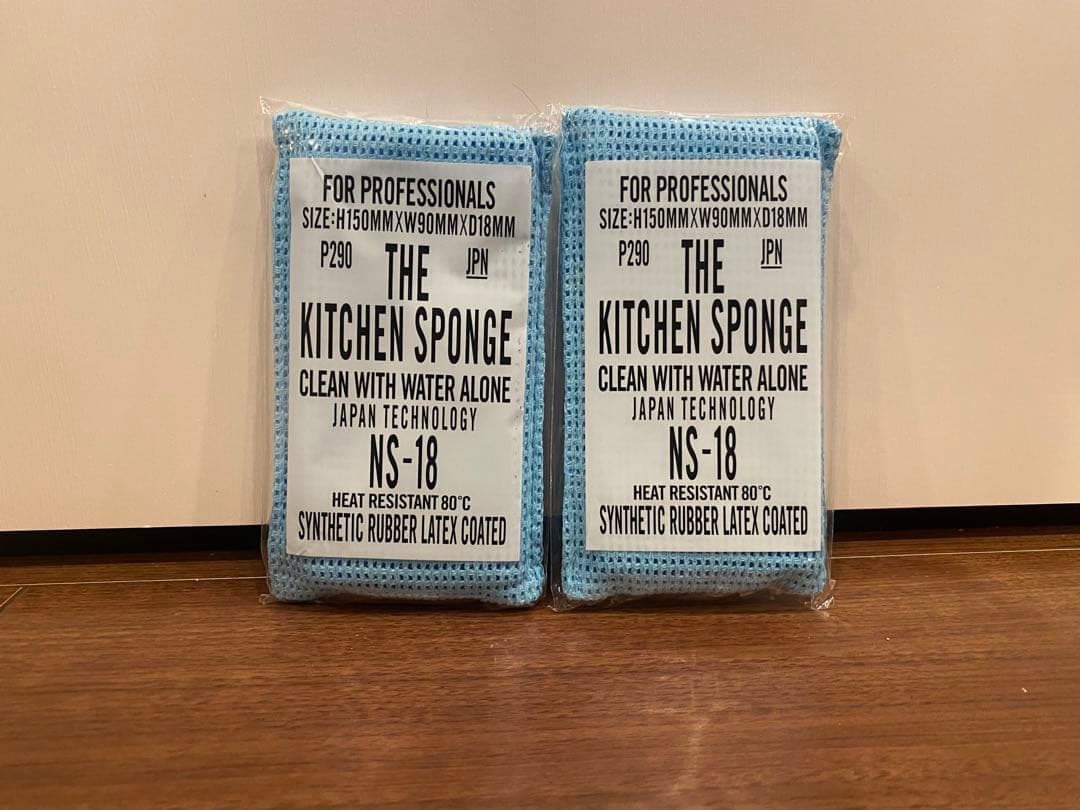 FOR PROFESSIONALS
SIZE:H150MMXW90MMXD18MM
P290 JPN
THE
KITCHEN SPONGE
CLEAN WITH WATER ALONE
JAPAN TECHNOLOGY
NS-18
HEAT RESISTANT 80°C
SYNTHETIC RUBBER LATEX COATED
FOR PROFESSIONALS
SIZE:H150MMXW90MMXD18MM
P290 JPN
THE
KITCHEN SPONGE
CLEAN WITH WATER ALONE
JAPAN TECHNOLOGY
NS-18
HEAT RESISTANT 80°C
SYNTHETIC RUBBER LATEX COATED